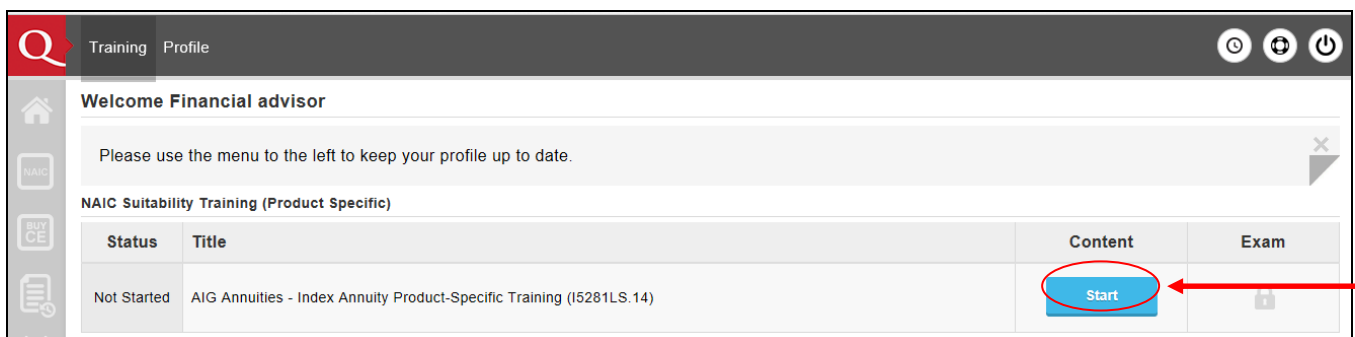 Q
Training Profile
Welcome Financial advisor
Please use the menu to the left to keep your profile up to date.
NAIC
NAIC Suitability Training (Product Specific)
BUY
CE
Status Title Content Exam
Not Started AIG Annuities - Index Annuity Product-Specific Training (I5281LS.14) Start